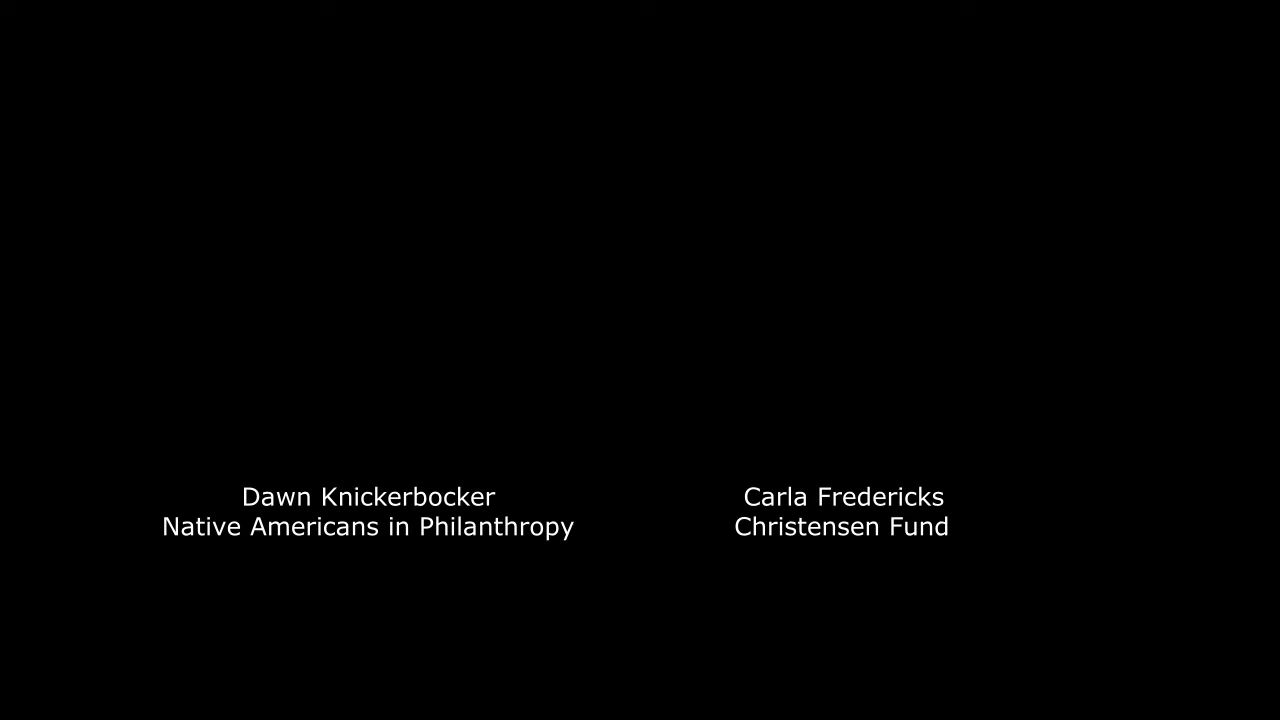 Dawn Knickerbocker
Native Americans in Philanthropy
Carla Fredericks
Christensen Fund